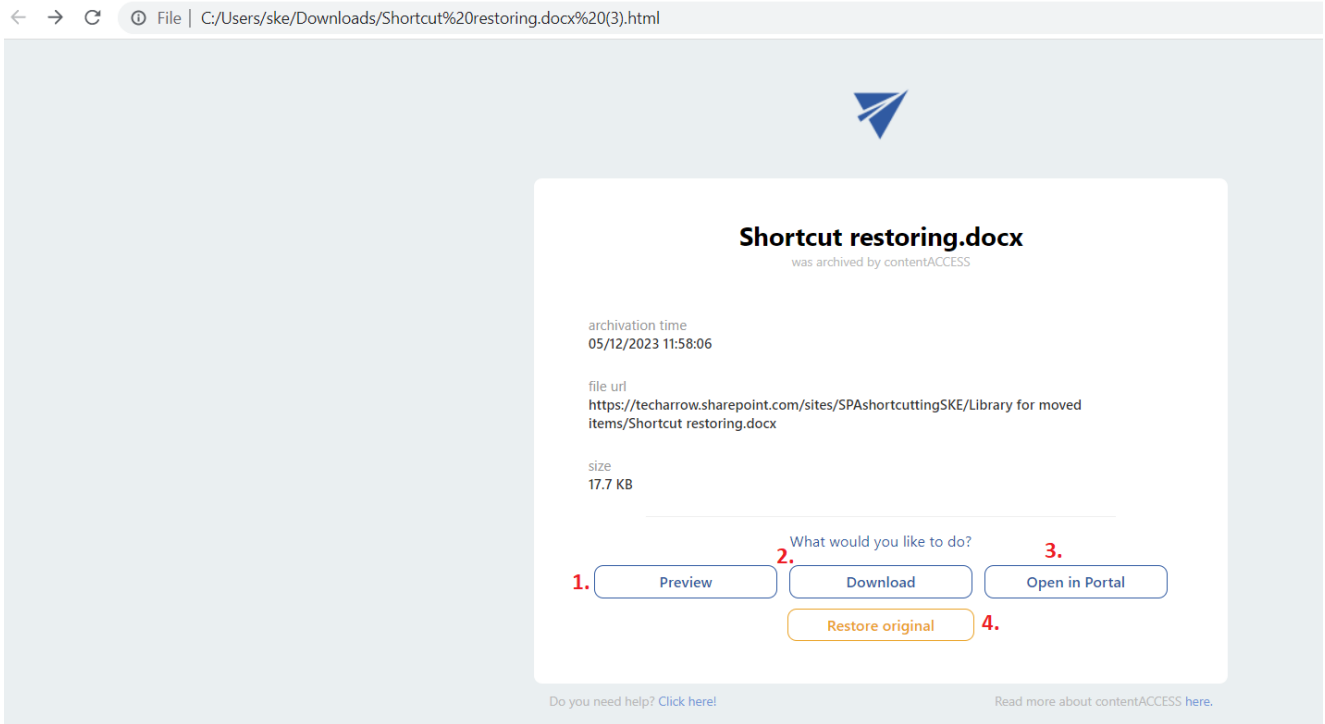 File | C:/Users/ske/Downloads/Shortcut%20restoring.docx%20(3).html
Shortcut restoring.docx
was archived by contentACCESS
archivation time
05/12/2023 11:58:06
file url
https://techarrow.sharepoint.com/sites/SPAshortcuttingSKE/Library for moved
items/Shortcut restoring.docx
size
17.7 KB
What would you like to do?
1. Preview 2. Download 3. Open in Portal
Restore original 4.
Do you need help? Click here! Read more about contentACCESS here.